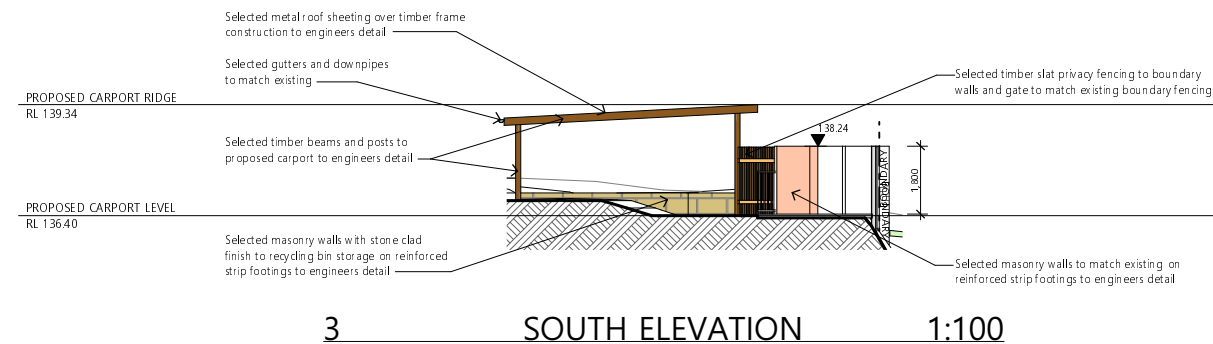 Selected metal roof sheeting over timber frame
construction to engineers detail
Selected gutters and downpipes
to match existing
PROPOSED CARPORT RIDGE
RL 139.34
Selected timber slat privacy fencing to boundary
walls and gate to match existing boundary fencing
138.24
Selected timber beams and posts to
proposed carport to engineers detail
BOUNDARY
BOUNDARY
1,800
PROPOSED CARPORT LEVEL
RL 136.40
Selected masonry walls with stone clad
finish to recycling bin storage on reinforced
strip footings to engineers detail
Selected masonry walls to match existing on
reinforced strip footings to engineers detail
3 SOUTH ELEVATION 1:100